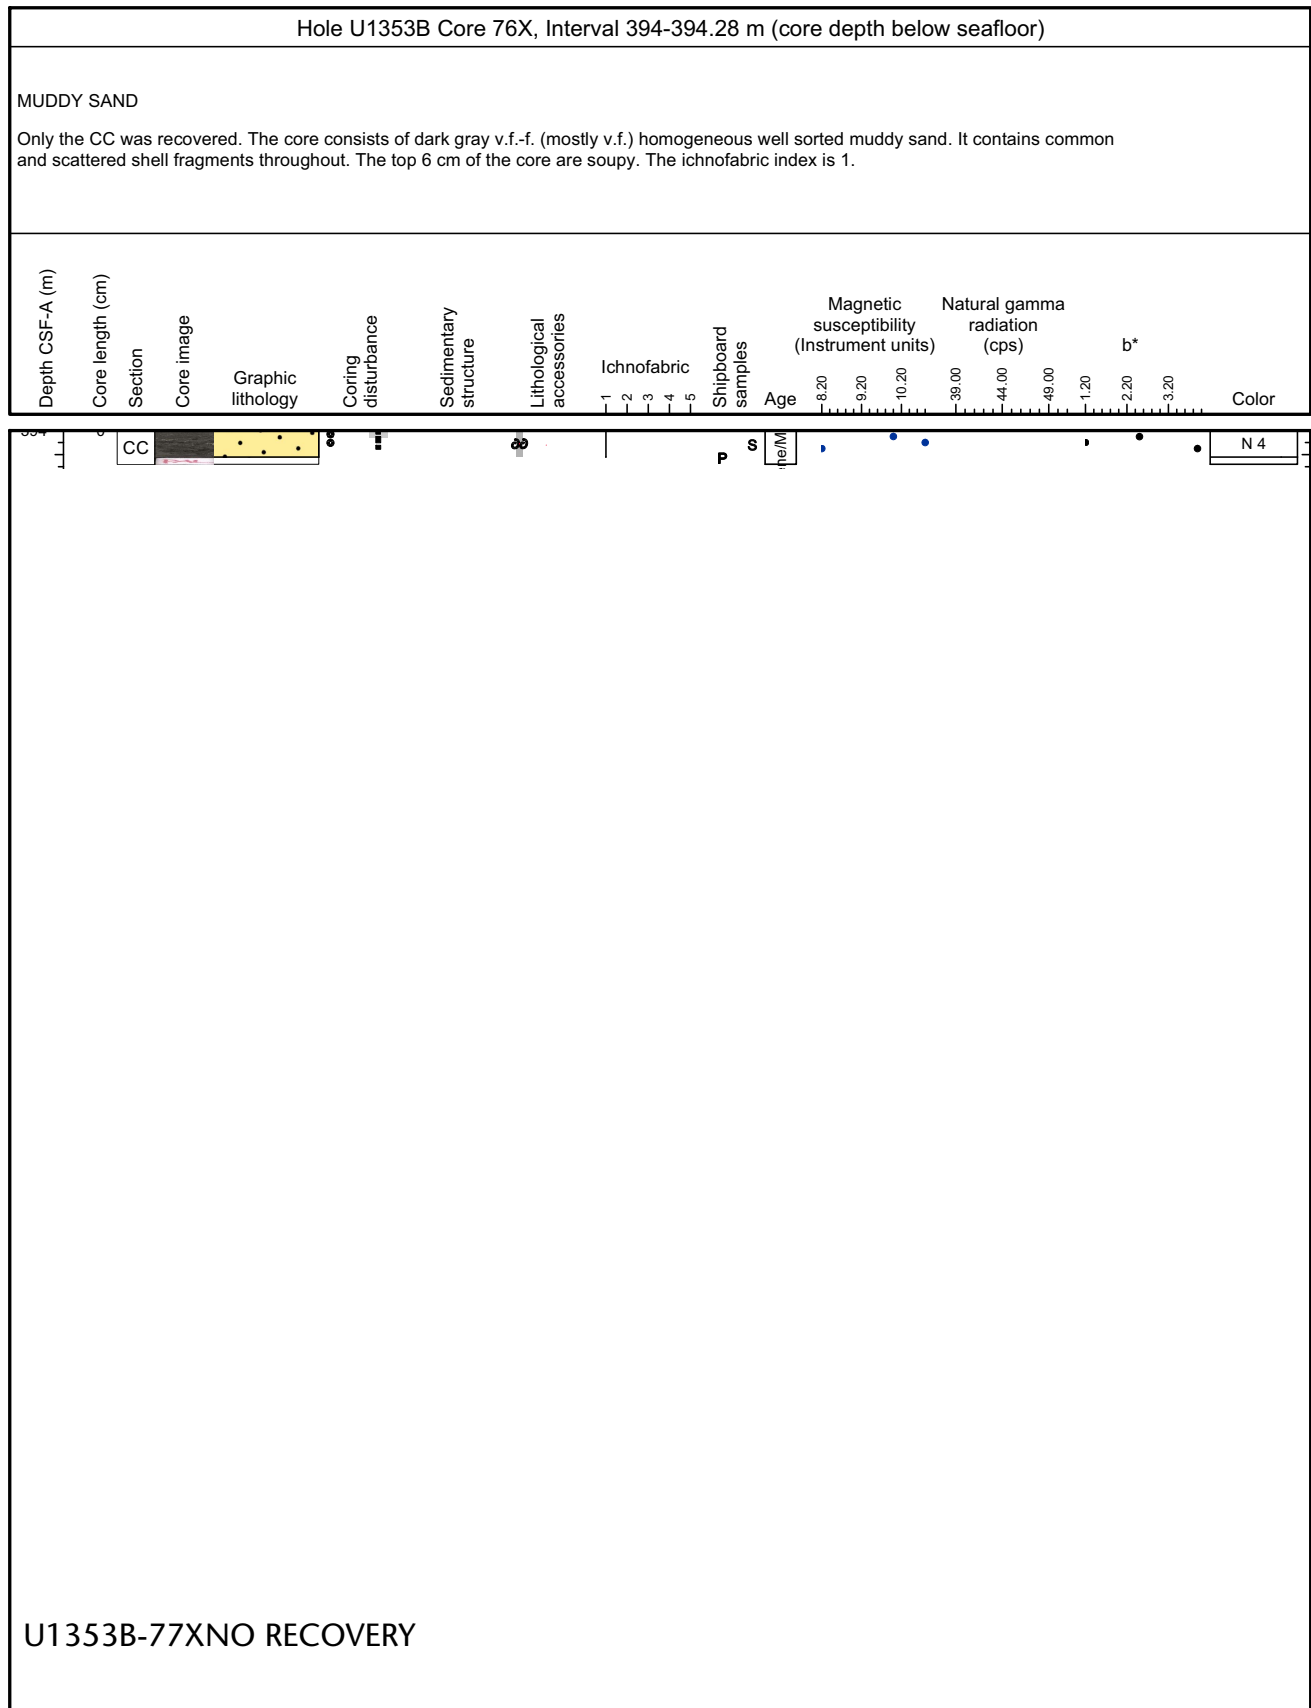 Hole U1353B Core 76X, Interval 394-394.28 m (core depth below seafloor)
MUDDY SAND
Only the CC was recovered. The core consists of dark gray v.f.-f. (mostly v.f.) homogeneous well sorted muddy sand. It contains common
and scattered shell fragments throughout. The top 6 cm of the core are soupy. The ichnofabric index is 1.
Depth CSF-A (m)
Core length (cm)
Section
Core image
Graphic
lithology
Coring
disturbance
Sedimentary
structure
Lithological
accessories
Ichnofabric
1 2 3 4 5
Shipboard
samples
Age
Magnetic
susceptibility
(Instrument units)
8.20 9.20 10.20
Natural gamma
radiation
(cps)
39.00 44.00 49.00
b*
1.20 2.20 3.20
Color
394
CC
S
P
ne/M
N 4
U1353B-77XNO RECOVERY